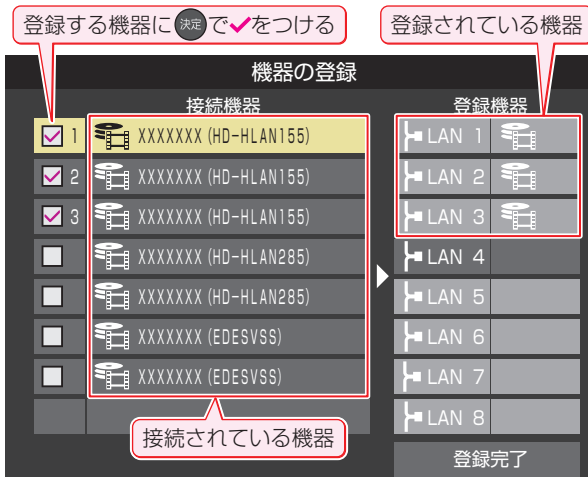 登録する機器に 決定 で✓をつける
登録されている機器
機器の登録
接続機器
登録機器
1 XXXXXXX (HD-HLAN155)
LAN 1
2 XXXXXXX (HD-HLAN155)
LAN 2
3 XXXXXXX (HD-HLAN155)
LAN 3
XXXXXXX (HD-HLAN285)
LAN 4
XXXXXXX (HD-HLAN285)
LAN 5
XXXXXXX (EDESVSS)
LAN 6
XXXXXXX (EDESVSS)
LAN 7
LAN 8
接続されている機器
登録完了